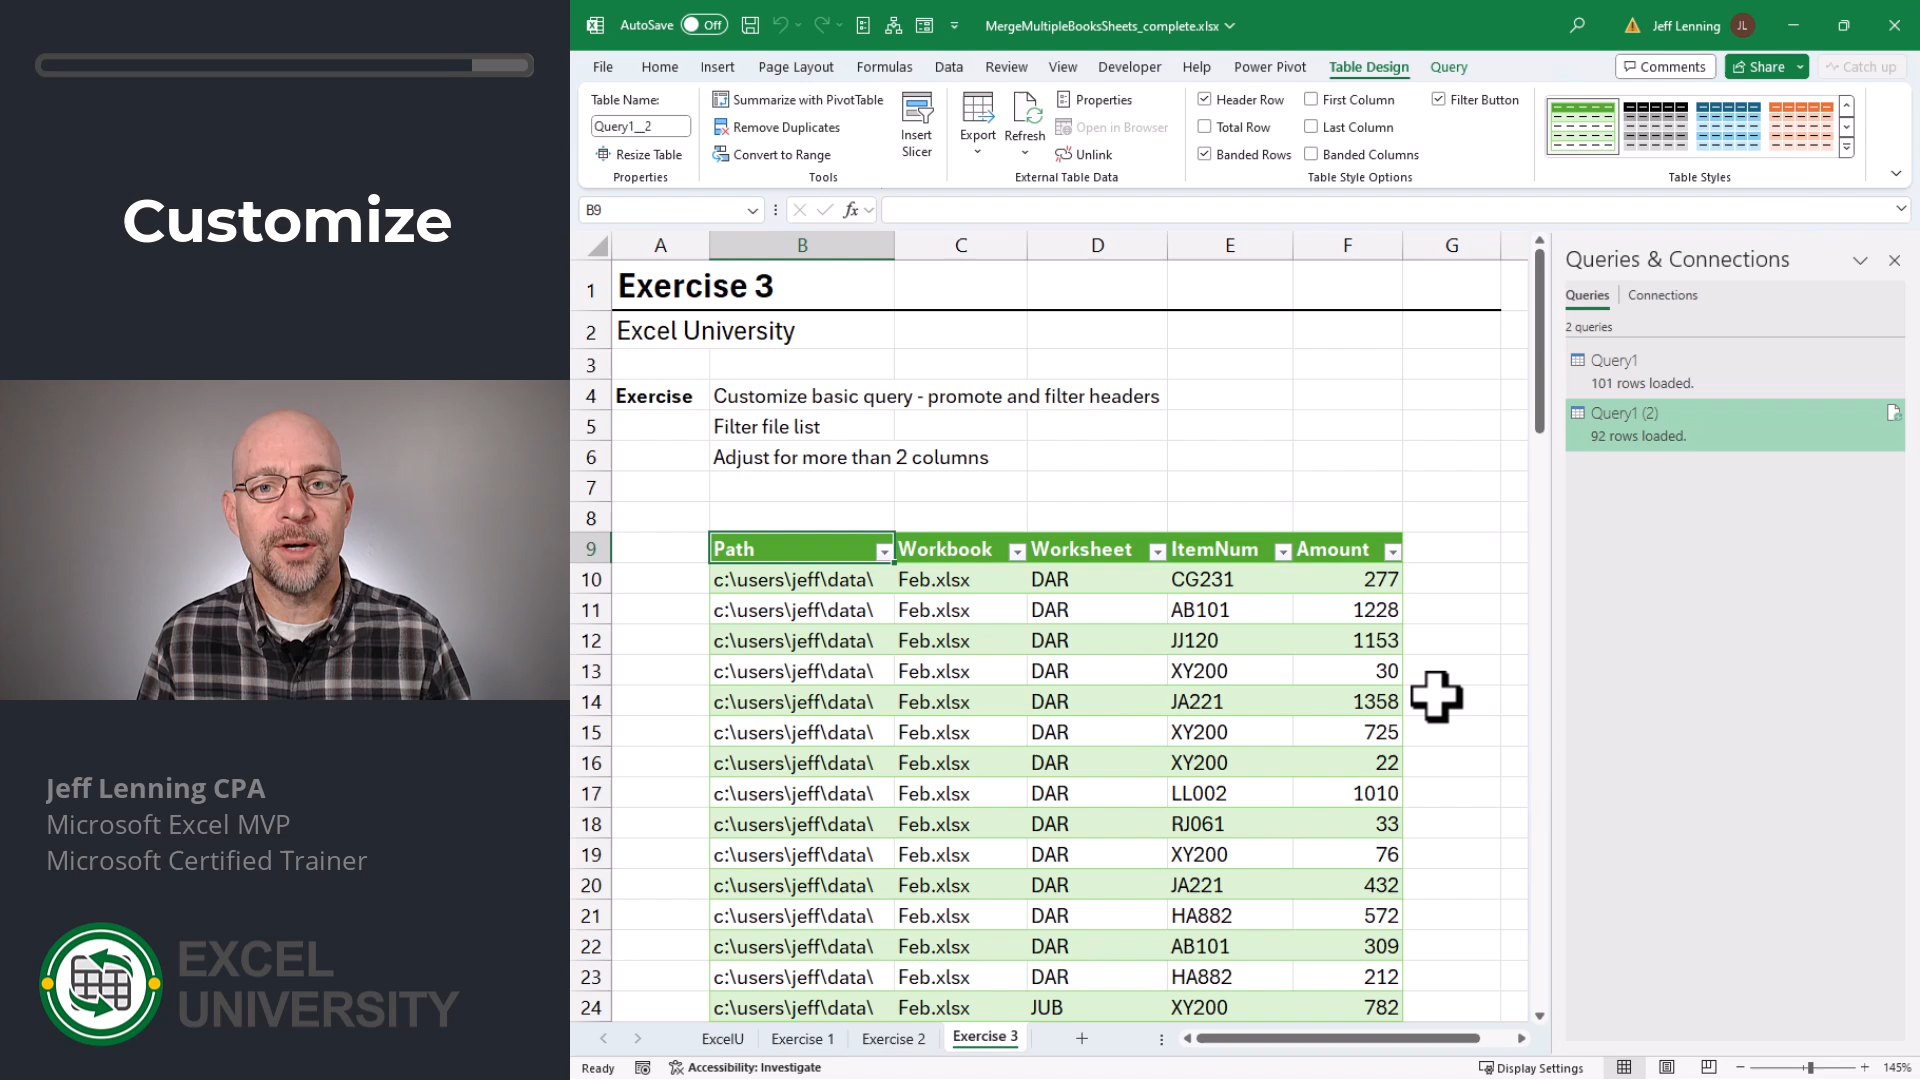 Customize
Jeff Lenning CPA
Microsoft Excel MVP
Microsoft Certified Trainer
EXCEL
UNIVERSITY
AutoSave Off
MergeMultipleBooksSheets_complete.xlsx
Jeff Lenning JL
File Home Insert Page Layout Formulas Data Review View Developer Help Power Pivot Table Design Query
Comments Share Catch up
Table Name:
Query1__2
Resize Table
Properties
Summarize with PivotTable
Remove Duplicates
Convert to Range
Tools
Insert
Slicer
Export
Refresh
Properties
Open in Browser
Unlink
External Table Data
Header Row First Column Filter Button
Total Row Last Column
Banded Rows Banded Columns
Table Style Options
Table Styles
B9 fx
A B C D E F G
1 Exercise 3
2 Excel University
3
4 Exercise Customize basic query - promote and filter headers
5 Filter file list
6 Adjust for more than 2 columns
7
8
9 Path Workbook Worksheet ItemNum Amount
10 c:\users\jeff\data\ Feb.xlsx DAR CG231 277
11 c:\users\jeff\data\ Feb.xlsx DAR AB101 1228
12 c:\users\jeff\data\ Feb.xlsx DAR JJ120 1153
13 c:\users\jeff\data\ Feb.xlsx DAR XY200 30
14 c:\users\jeff\data\ Feb.xlsx DAR JA221 1358
15 c:\users\jeff\data\ Feb.xlsx DAR XY200 725
16 c:\users\jeff\data\ Feb.xlsx DAR XY200 22
17 c:\users\jeff\data\ Feb.xlsx DAR LL002 1010
18 c:\users\jeff\data\ Feb.xlsx DAR RJ061 33
19 c:\users\jeff\data\ Feb.xlsx DAR XY200 76
20 c:\users\jeff\data\ Feb.xlsx DAR JA221 432
21 c:\users\jeff\data\ Feb.xlsx DAR HA882 572
22 c:\users\jeff\data\ Feb.xlsx DAR AB101 309
23 c:\users\jeff\data\ Feb.xlsx DAR HA882 212
24 c:\users\jeff\data\ Feb.xlsx JUB XY200 782
Queries & Connections
Queries Connections
2 queries
Query1
101 rows loaded.
Query1 (2)
92 rows loaded.
ExcelU Exercise 1 Exercise 2 Exercise 3
Ready Accessibility: Investigate Display Settings 145%